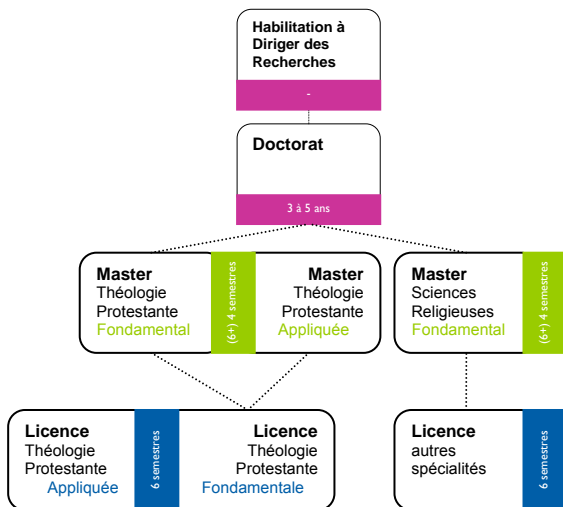 Habilitation à
Diriger des
Recherches
-
Doctorat
3 à 5 ans
Master
Théologie
Protestante
Fondamental
(6+) 4 semestres
Master
Théologie
Protestante
Appliquée
Master
Sciences
Religieuses
Fondamental
(6+) 4 semestres
Licence
Théologie
Protestante
Appliquée
6 semestres
Licence
Théologie
Protestante
Fondamentale
Licence
autres
spécialités
6 semestres